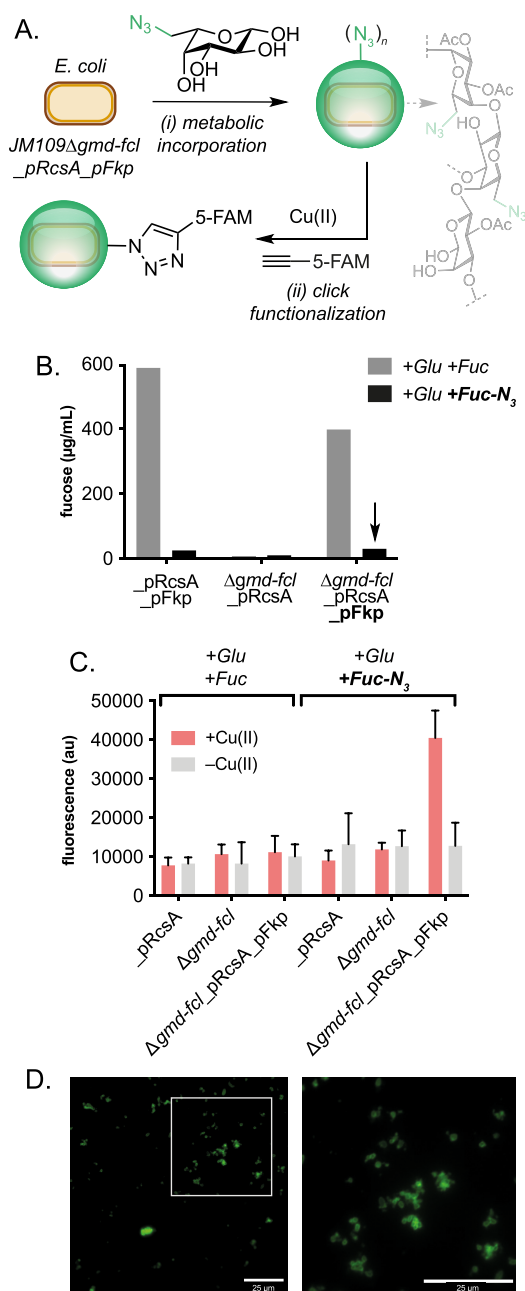 A.
E. coli
JM109Δgmd-fcl
_pRcsA_pFkp
N3
O
OH
HO
OH
OH
OH
(i) metabolic
incorporation
(N3)n
AcO
O
O
OAc
N3
HO
O
O
O
O
N3
O
O
OAc
HO
HO
O
Cu(II)
5-FAM
(ii) click
functionalization
5-FAM
N
N
N
B.
+Glu +Fuc
+Glu +Fuc-N3
fucose (µg/mL)
600
400
200
0
_pRcsA
_pFkp
Δgmd-fcl
_pRcsA
Δgmd-fcl
_pRcsA
_pFkp
C.
+Glu
+Fuc
+Glu
+Fuc-N3
+Cu(II)
–Cu(II)
fluorescence (au)
50000
40000
30000
20000
10000
0
_pRcsA
Δgmd-fcl
Δgmd-fcl_pRcsA_pFkp
_pRcsA
Δgmd-fcl
Δgmd-fcl_pRcsA_pFkp
D.
25 µm
25 µm